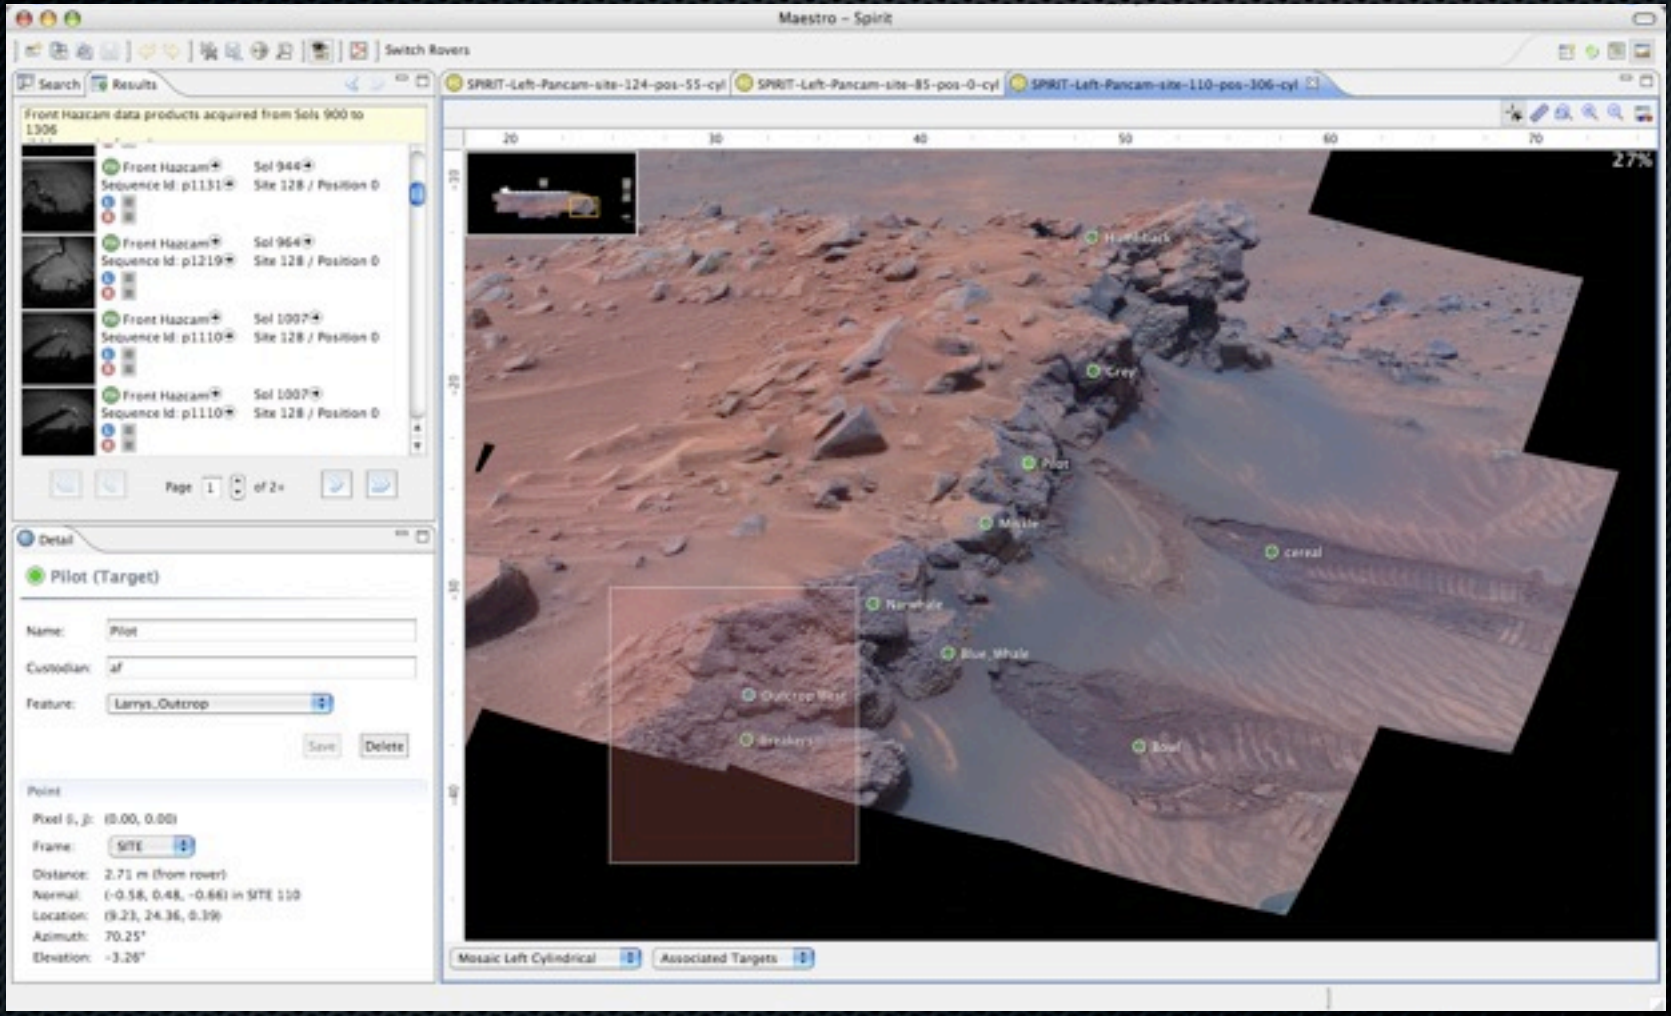 Maestro - Spirit
Switch Rovers
Search
Results
Front Hazcam data products acquired from Sols 900 to
1306
Front Hazcam
Sol 944
Sequence Id: p1131
Site 128 / Position 0
Front Hazcam
Sol 964
Sequence Id: p1219
Site 128 / Position 0
Front Hazcam
Sol 1007
Sequence Id: p1110
Site 128 / Position 0
Front Hazcam
Sol 1007
Sequence Id: p1110
Site 128 / Position 0
Page 1 of 2+
Detail
Pilot (Target)
Name: Pilot
Custodian: af
Feature: Larrys_Outcrop
Save
Delete
Point
Pixel (i, j): (0.00, 0.00)
Frame: SITE
Distance: 2.71 m (from rover)
Normal: (-0.58, 0.48, -0.66) in SITE 110
Location: (9.23, 24.36, 0.39)
Azimuth: 70.25°
Elevation: -3.26°
SPIRIT-Left-Pancam-site-124-pos-55-cyl
SPIRIT-Left-Pancam-site-85-pos-0-cyl
SPIRIT-Left-Pancam-site-110-pos-306-cyl
20 30 40 50 60 70
27%
-10
Humpback
-20
Grey
Pilot
Minkie
cereal
-30
Narwhale
Blue_Whale
Outcrop West
Breakers
Bowl
-40
Mosaic Left Cylindrical
Associated Targets